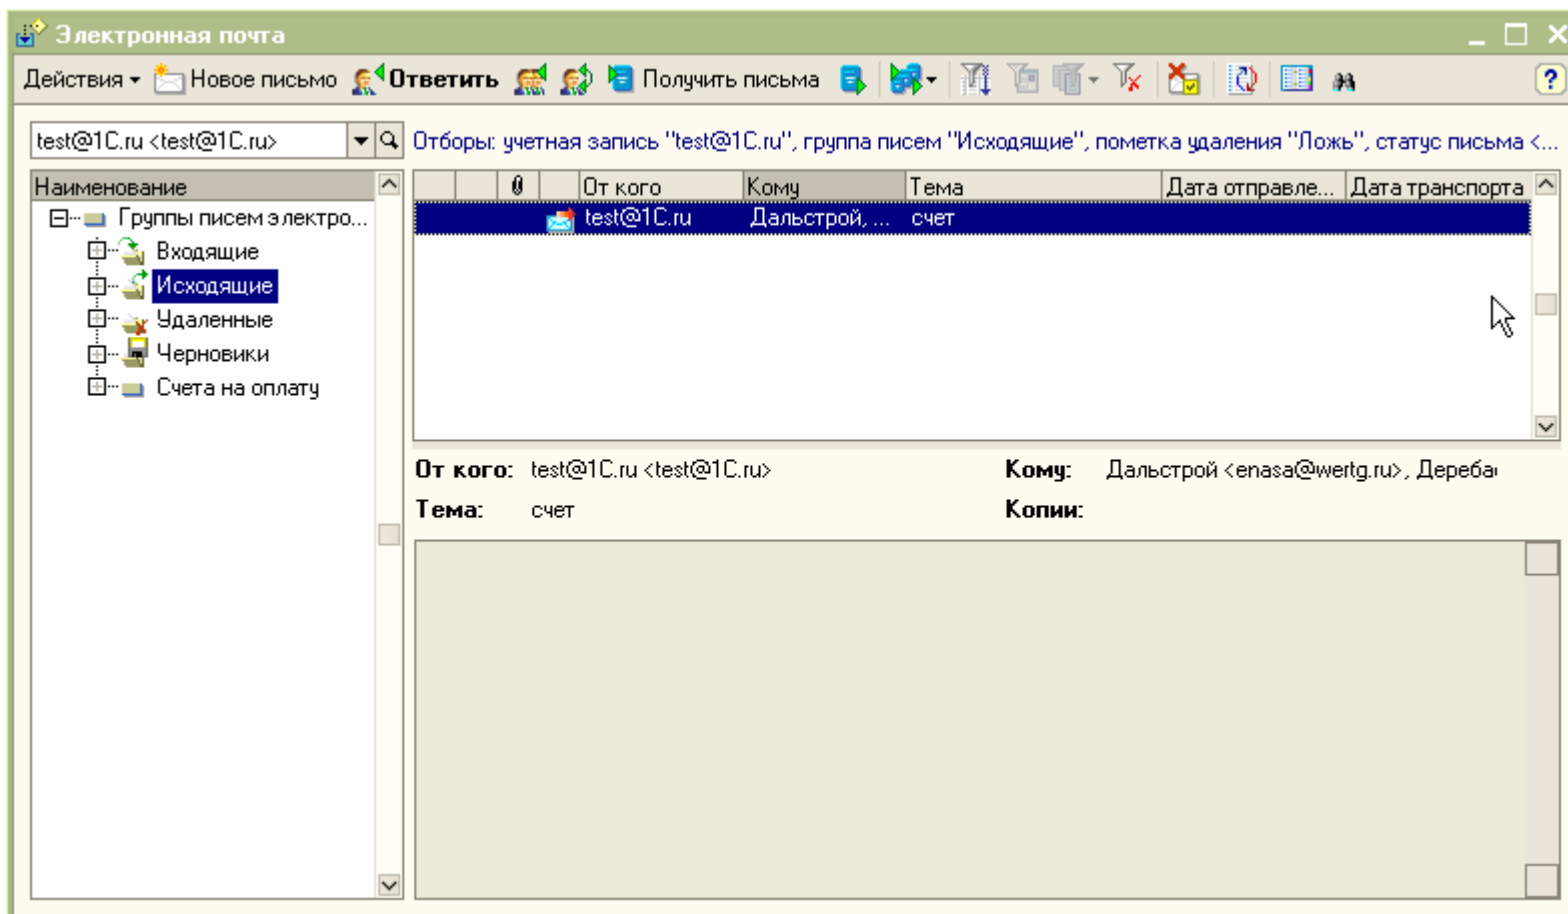 Электронная почта
Действия Новое письмо Ответить Получить письма
test@1C.ru <test@1C.ru> Отборы: учетная запись "test@1C.ru", группа писем "Исходящие", пометка удаления "Ложь", статус письма <...
Наименование От кого Кому Тема Дата отправле... Дата транспорта
Группы писем электро... test@1C.ru Дальстрой, ... счет
Входящие
Исходящие
Удаленные
Черновики
Счета на оплату
От кого: test@1C.ru <test@1C.ru> Кому: Дальстрой <enasa@wertg.ru>, Дереба
Тема: счет Копии: